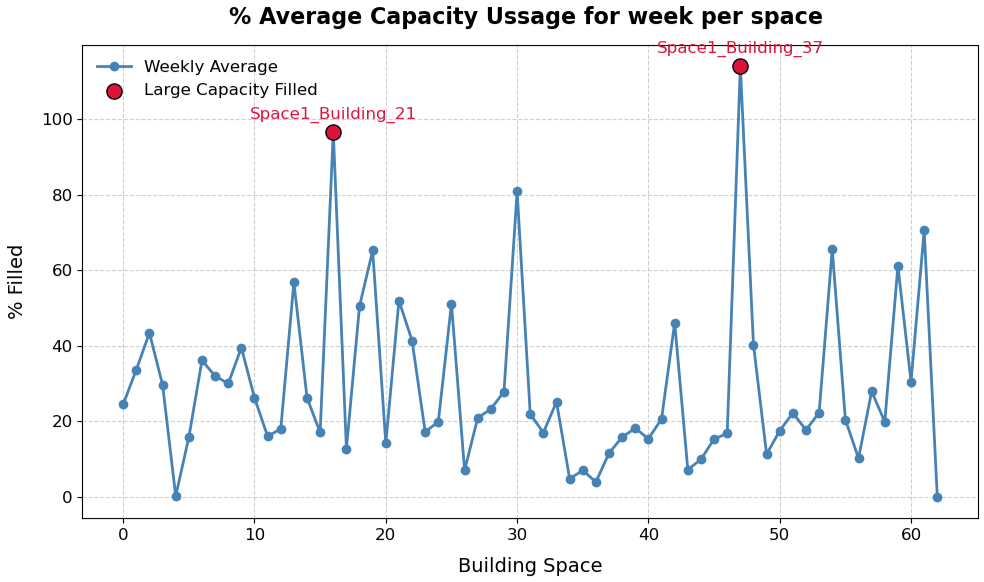 % Average Capacity Ussage for week per space
Space1_Building_37
Weekly Average
Large Capacity Filled
Space1_Building_21
100
80
60
40
20
0
% Filled
0 10 20 30 40 50 60
Building Space